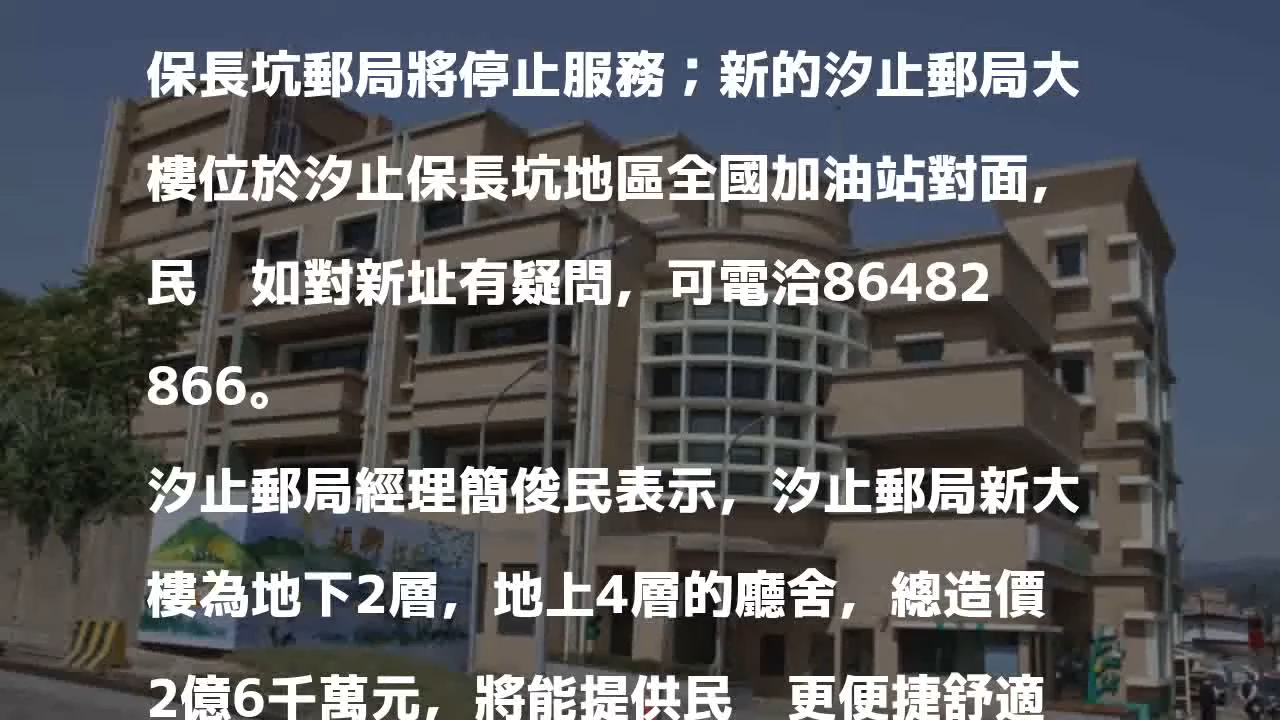 保長坑郵局將停止服務；新的汐止郵局大
樓位於汐止保長坑地區全國加油站對面，
民　如對新址有疑問，可電洽86482
866。
汐止郵局經理簡俊民表示，汐止郵局新大
樓為地下2層，地上4層的廳舍，總造價
2億6千萬元，將能提供民　更便捷舒適